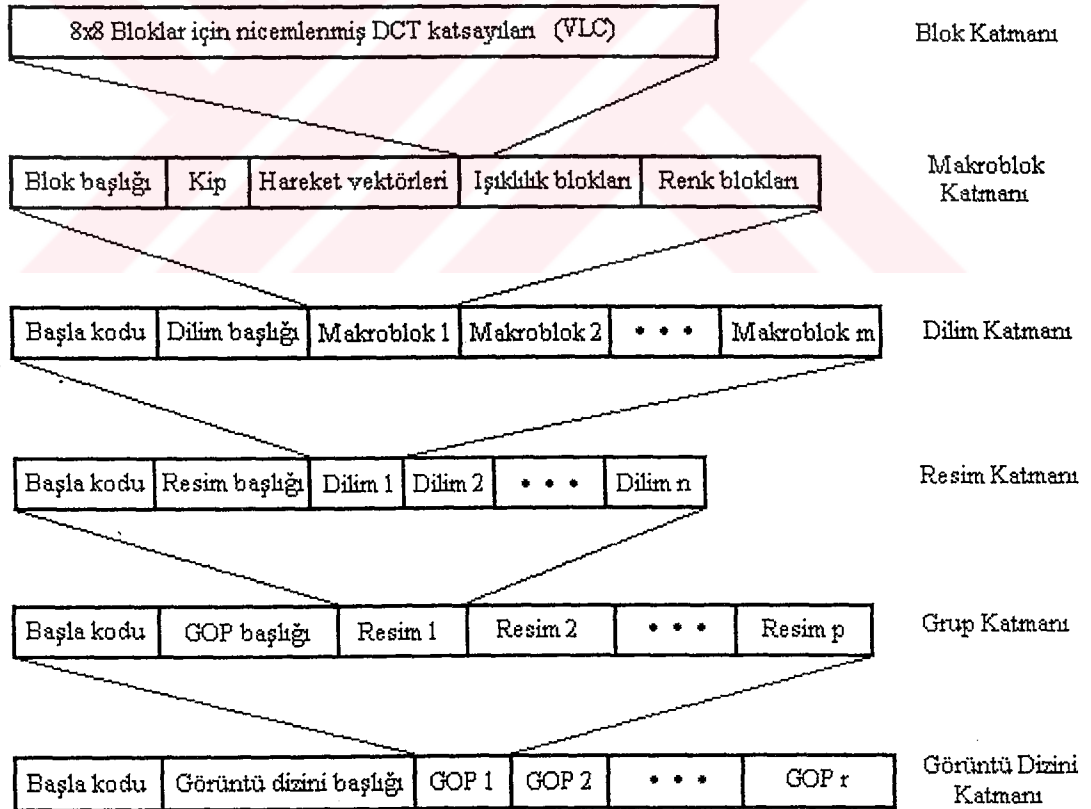 8x8 Bloklar için nicemlenmiş DCT katsayıları (VLC)
Blok Katmanı
Blok başlığı Kip Hareket vektörleri Işıklılık blokları Renk blokları
Makroblok
Katmanı
Başla kodu Dilim başlığı Makroblok 1 Makroblok 2 • • • Makroblok m
Dilim Katmanı
Başla kodu Resim başlığı Dilim 1 Dilim 2 • • • Dilim n
Resim Katmanı
Başla kodu GOP başlığı Resim 1 Resim 2 • • • Resim p
Grup Katmanı
Başla kodu Görüntü dizini başlığı GOP 1 GOP 2 • • • GOP r
Görüntü Dizini
Katmanı